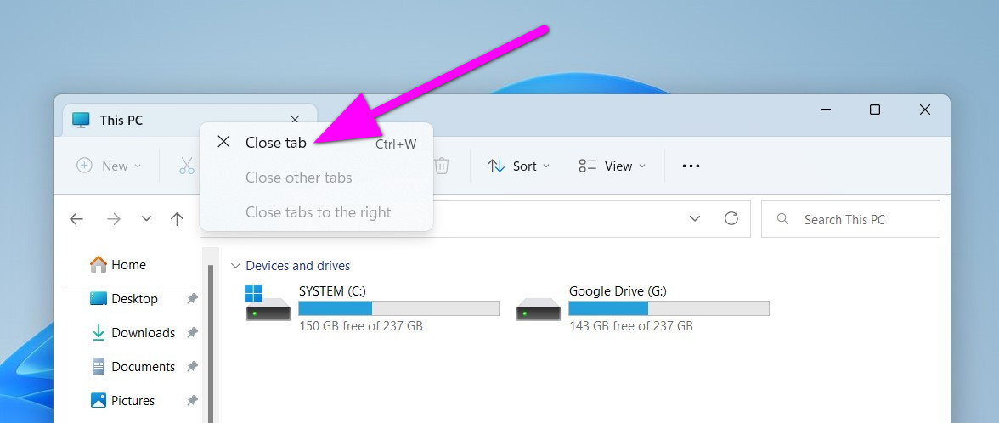 This PC
Close tab Ctrl+W
Close other tabs
Close tabs to the right
New
Sort
View
Search This PC
Home
Desktop
Downloads
Documents
Pictures
Devices and drives
SYSTEM (C:)
150 GB free of 237 GB
Google Drive (G:)
143 GB free of 237 GB